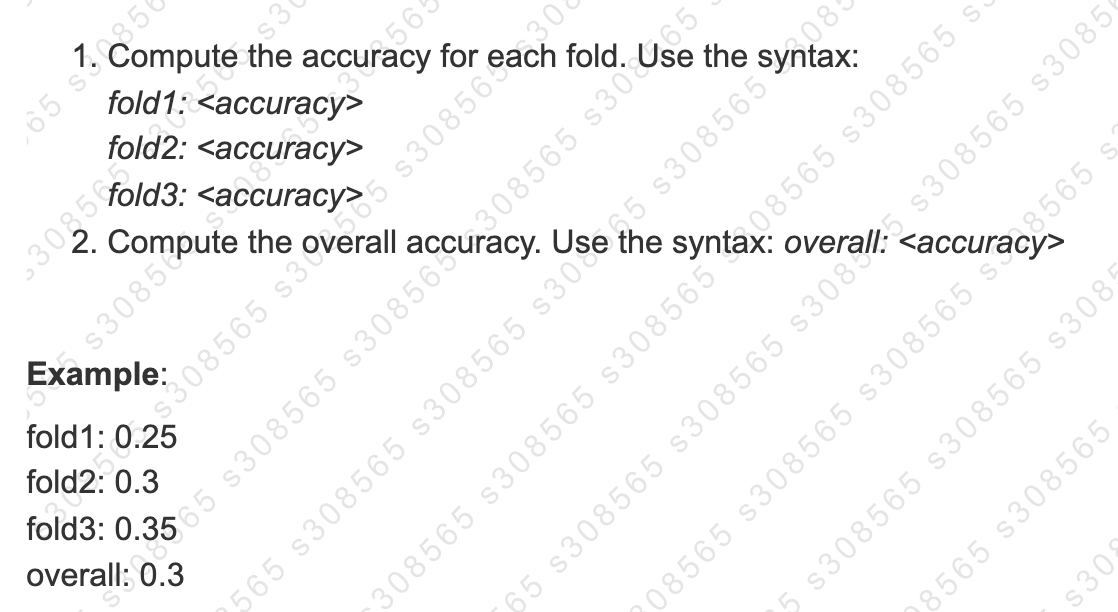 1. Compute the accuracy for each fold. Use the syntax:
fold1: <accuracy>
fold2: <accuracy>
fold3: <accuracy>
2. Compute the overall accuracy. Use the syntax: overall: <accuracy>
Example:
fold1: 0.25
fold2: 0.3
fold3: 0.35
overall: 0.3
s308565